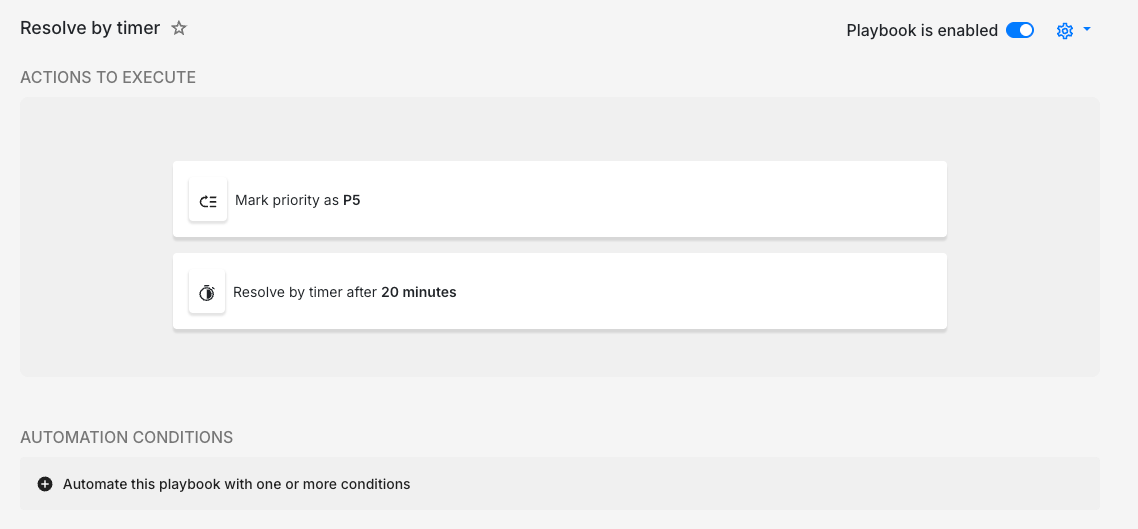 Resolve by timer
Playbook is enabled
ACTIONS TO EXECUTE
Mark priority as P5
Resolve by timer after 20 minutes
AUTOMATION CONDITIONS
Automate this playbook with one or more conditions